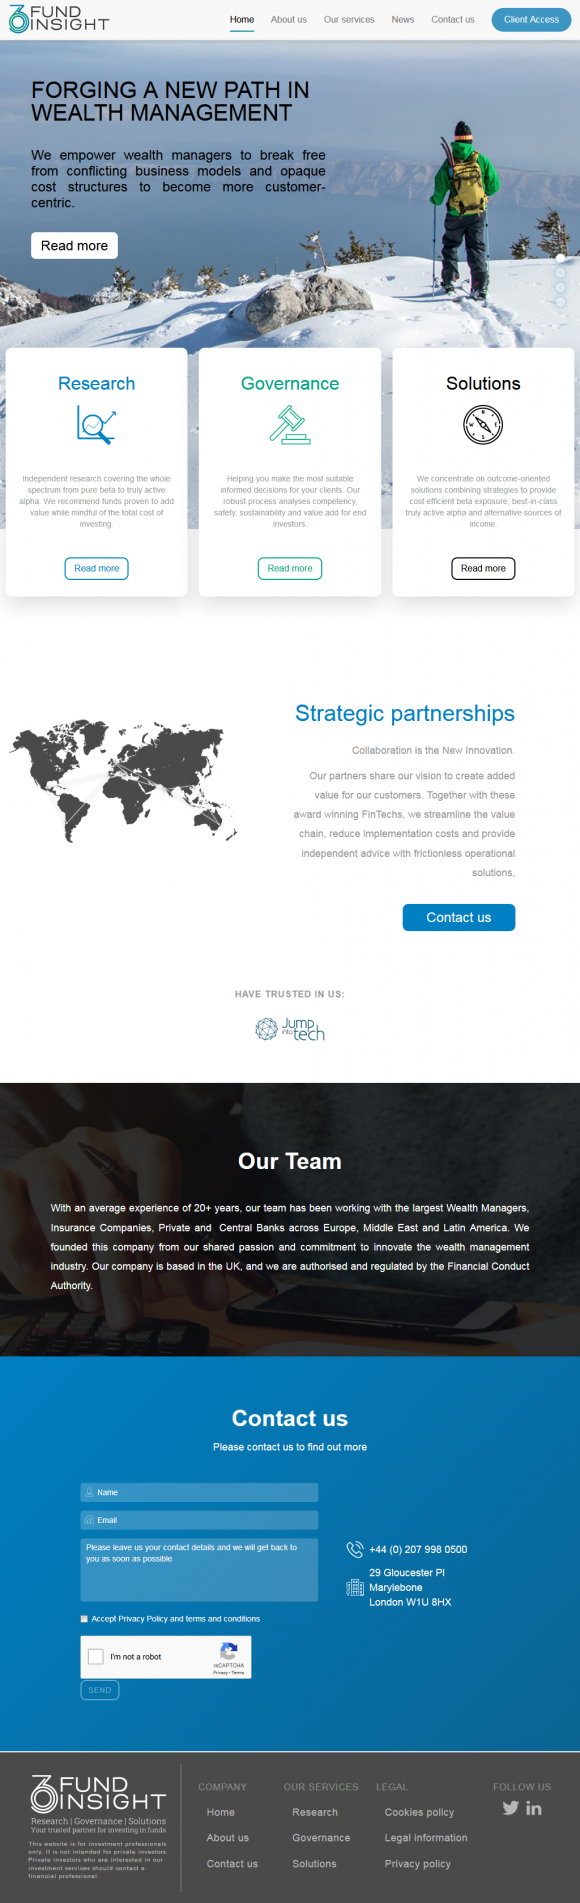 36 FUND INSIGHT
Home About us Our services News Contact us Client Access
FORGING A NEW PATH IN
WEALTH MANAGEMENT
We empower wealth managers to break free
from conflicting business models and opaque
cost structures to become more customer-
centric.
Read more
Research
Independent research covering the whole
spectrum from pure beta to truly active
alpha. We recommend funds proven to add
value while mindful of the total cost of
investing.
Read more
Governance
Helping you make the most suitable
informed decisions for your clients. Our
robust process analyses competency,
safety, sustainability and value add for end
investors.
Read more
Solutions
N
W E
S
We concentrate on outcome-oriented
solutions combining strategies to provide
cost efficient beta exposure, best-in-class
truly active alpha and alternative sources of
income.
Read more
Strategic partnerships
Collaboration is the New Innovation.
Our partners share our vision to create added
value for our customers. Together with these
award winning FinTechs, we streamline the value
chain, reduce implementation costs and provide
independent advice with frictionless operational
solutions.
Contact us
HAVE TRUSTED IN US:
Jump
into tech
Our Team
With an average experience of 20+ years, our team has been working with the largest Wealth Managers,
Insurance Companies, Private and Central Banks across Europe, Middle East and Latin America. We
founded this company from our shared passion and commitment to innovate the wealth management
industry. Our company is based in the UK, and we are authorised and regulated by the Financial Conduct
Authority.
Contact us
Please contact us to find out more
Name
Email
Please leave us your contact details and we will get back to
you as soon as possible
Accept Privacy Policy and terms and conditions
I'm not a robot
reCAPTCHA
Privacy - Terms
SEND
+44 (0) 207 998 0500
29 Gloucester Pl
Marylebone
London W1U 8HX
36 FUND INSIGHT
Research | Governance | Solutions
Your trusted partner for investing in funds
This website is for investment professionals
only. It is not intended for private investors.
Private investors who are interested in our
investment services should contact a
financial professional.
COMPANY
Home
About us
Contact us
OUR SERVICES
Research
Governance
Solutions
LEGAL
Cookies policy
Legal information
Privacy policy
FOLLOW US